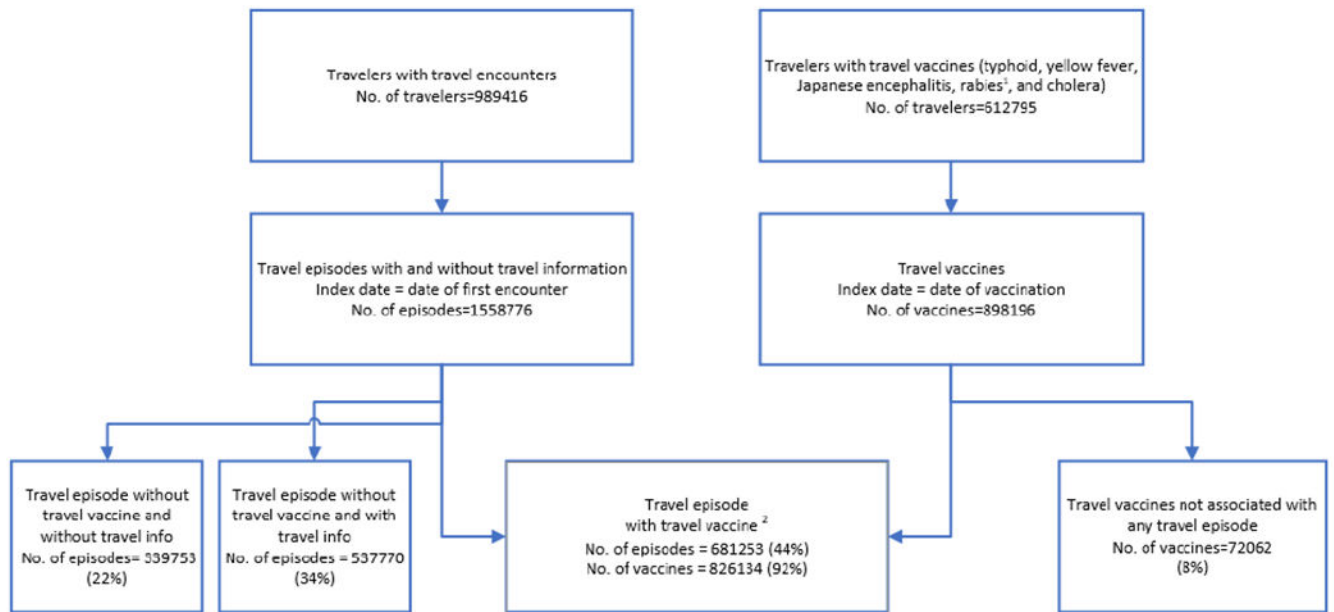 Travelers with travel encounters
No. of travelers=989416
Travelers with travel vaccines (typhoid, yellow fever,
Japanese encephalitis, rabies¹, and cholera)
No. of travelers=612795
Travel episodes with and without travel information
Index date = date of first encounter
No. of episodes=1558776
Travel vaccines
Index date = date of vaccination
No. of vaccines=898196
Travel episode without
travel vaccine and
without travel info
No. of episodes= 339753
(22%)
Travel episode without
travel vaccine and with
travel info
No. of episodes = 537770
(34%)
Travel episode
with travel vaccine ²
No. of episodes = 681253 (44%)
No. of vaccines = 826134 (92%)
Travel vaccines not associated with
any travel episode
No. of vaccines=72062
(8%)